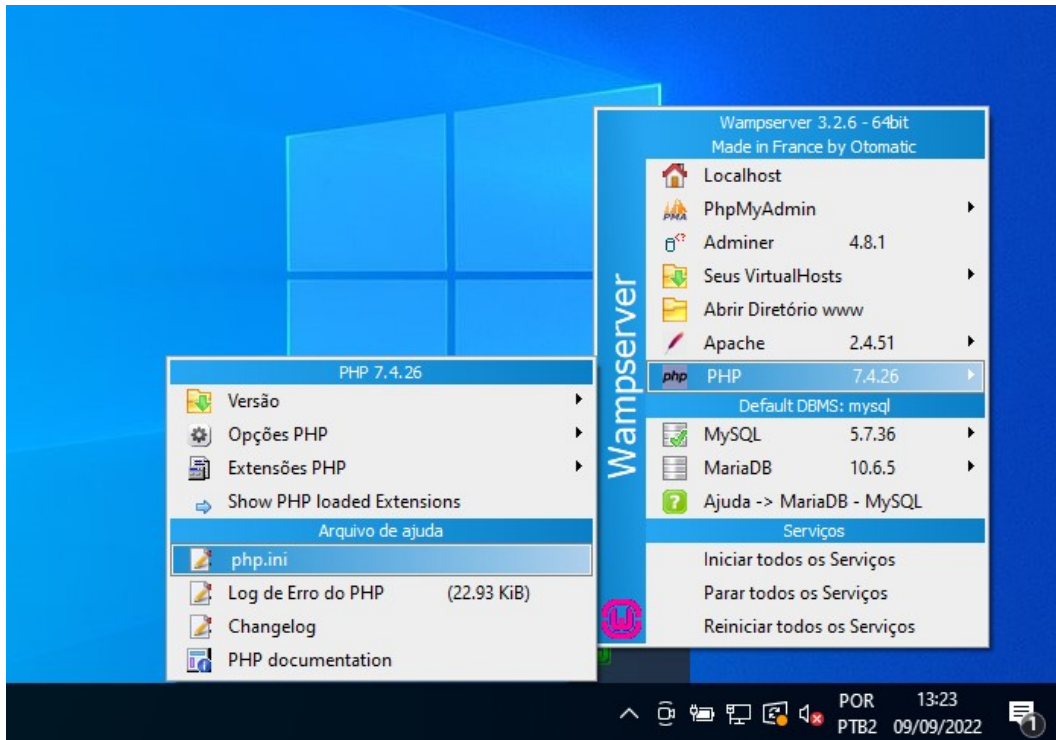 Wampserver 3.2.6 - 64bit
Made in France by Otomatic
Localhost
PhpMyAdmin
PMA
Adminer 4.8.1
Seus VirtualHosts
Abrir Diretório www
Apache 2.4.51
php PHP 7.4.26
Default DBMS: mysql
MySQL 5.7.36
MariaDB 10.6.5
? Ajuda -> MariaDB - MySQL
Serviços
Iniciar todos os Serviços
Parar todos os Serviços
Reiniciar todos os Serviços
Wampserver
PHP 7.4.26
Versão
Opções PHP
Extensões PHP
Show PHP loaded Extensions
Arquivo de ajuda
php.ini
Log de Erro do PHP (22.93 KiB)
Changelog
PHP documentation
POR 13:23
PTB2 09/09/2022
1